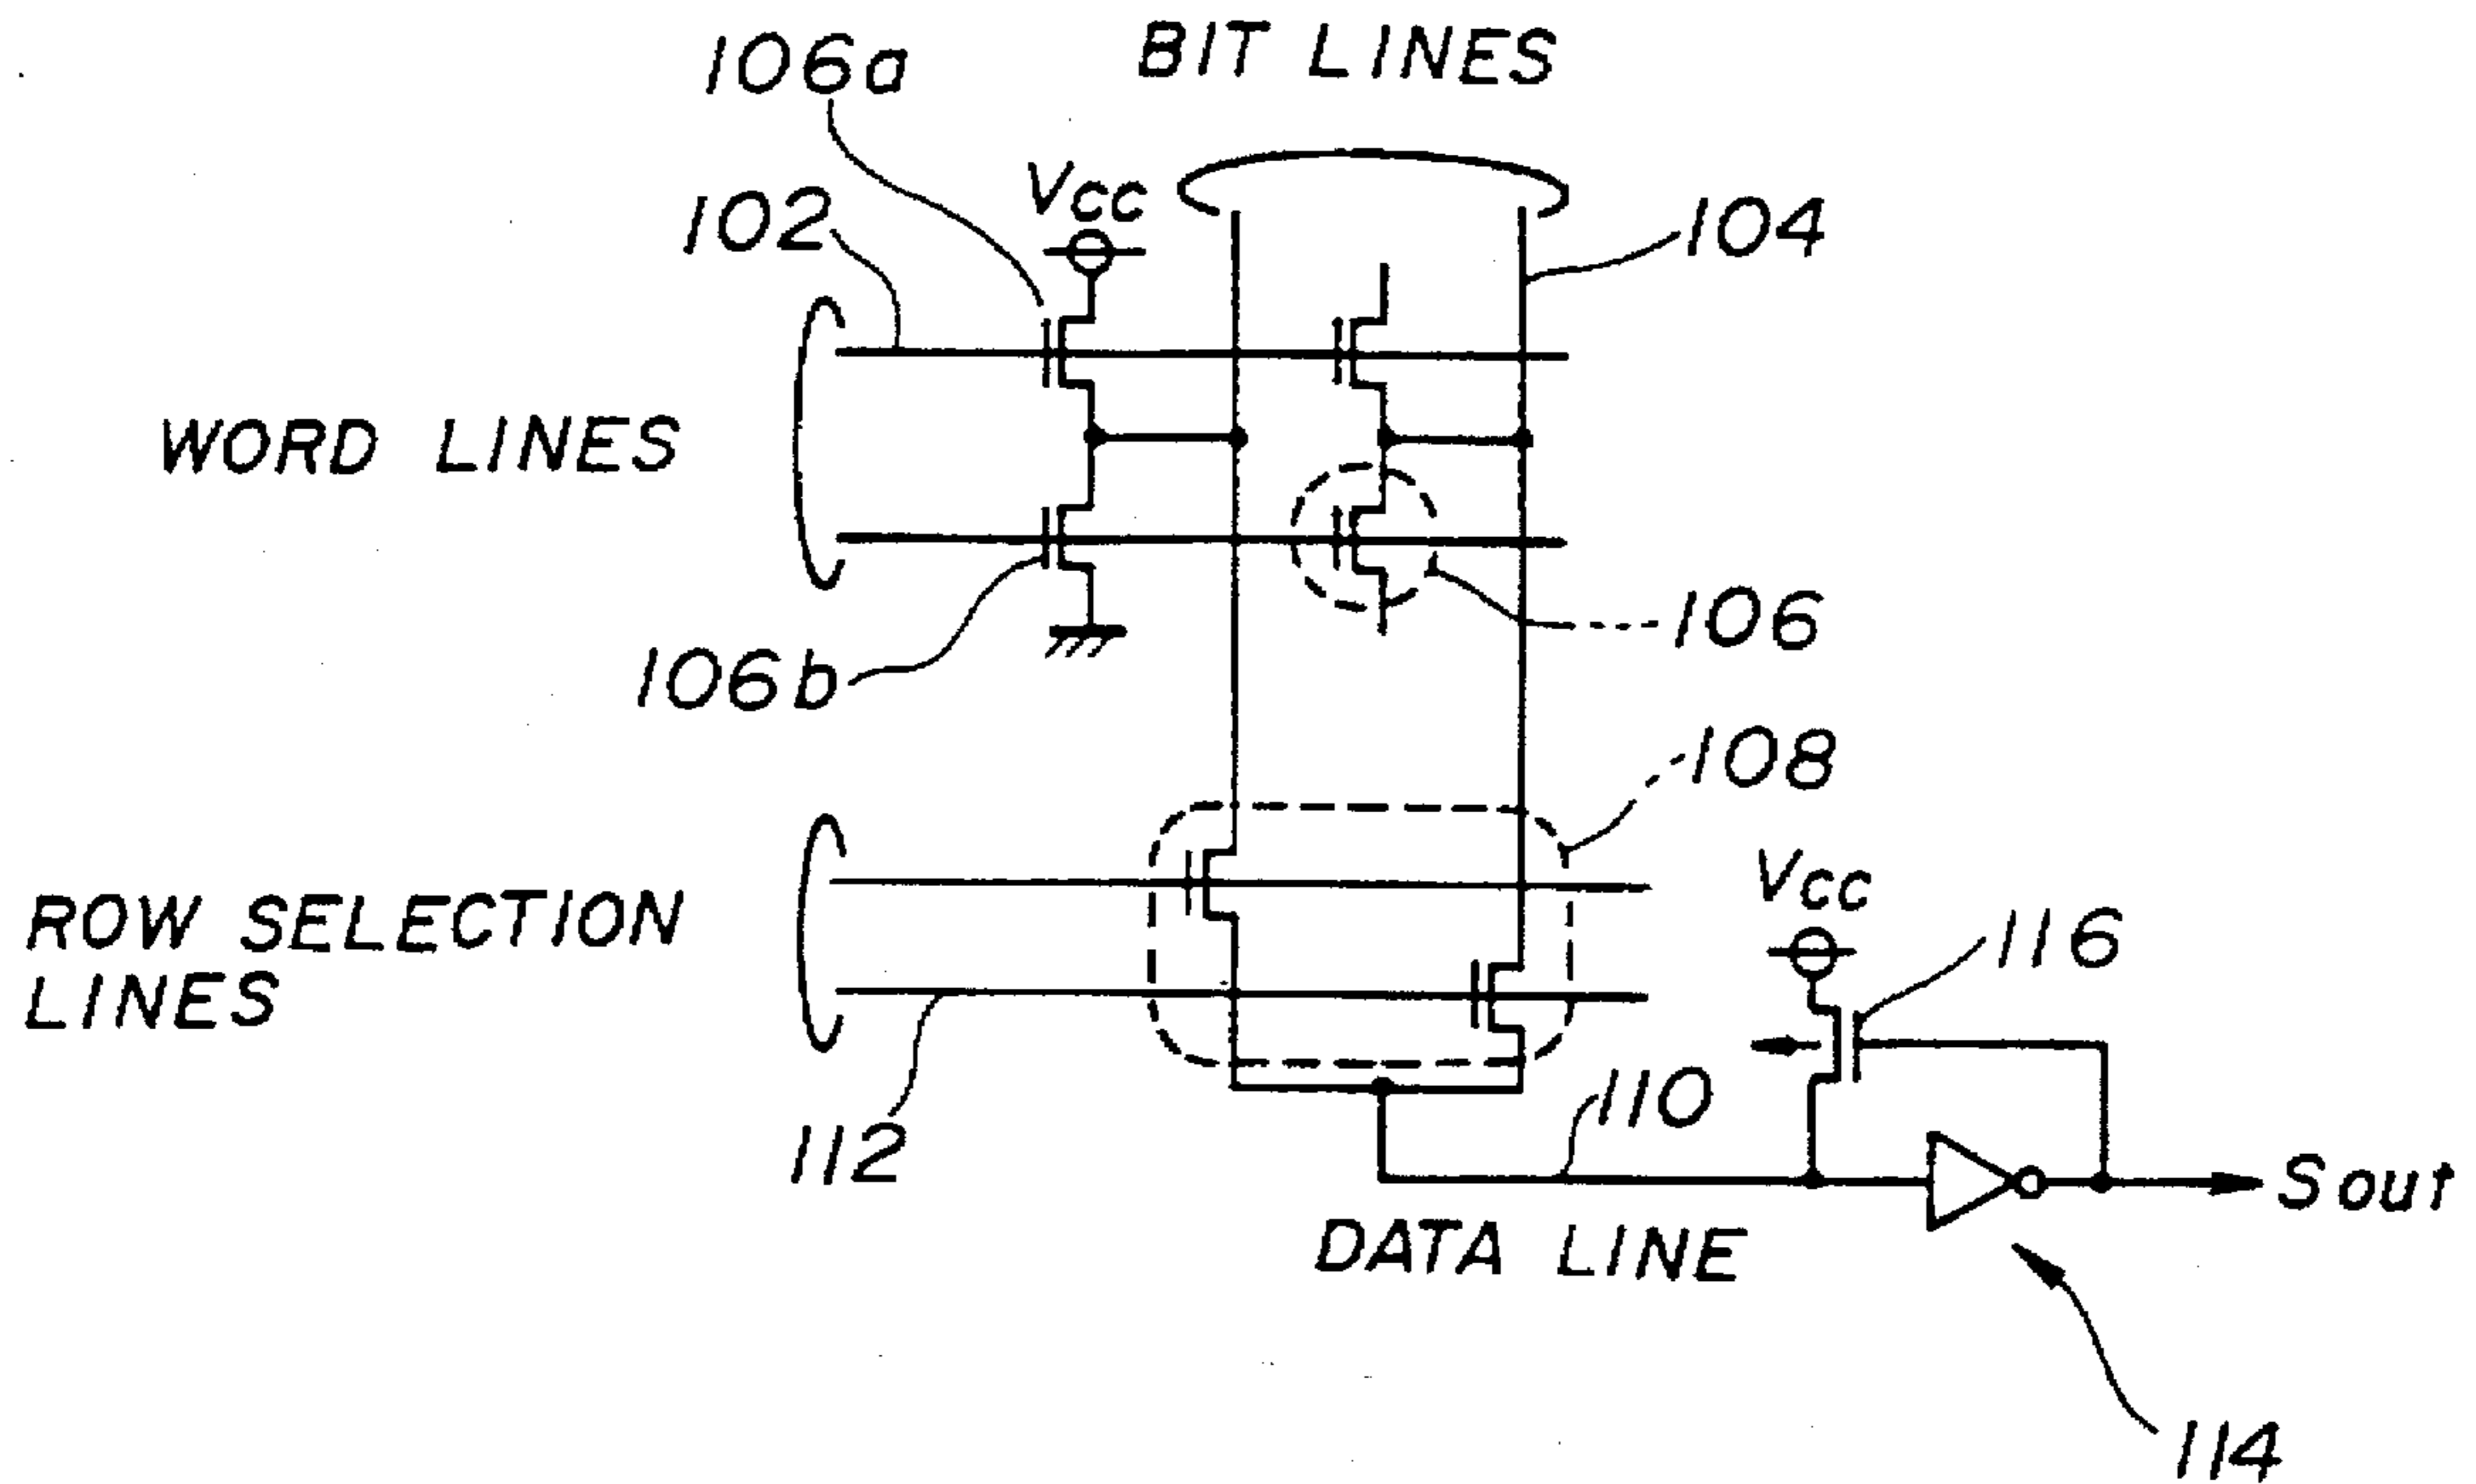 BIT LINES
106a
Vcc
102
104
WORD LINES
106
106b
108
Vcc
ROW SELECTION
LINES
116
110
112
Sout
DATA LINE
114